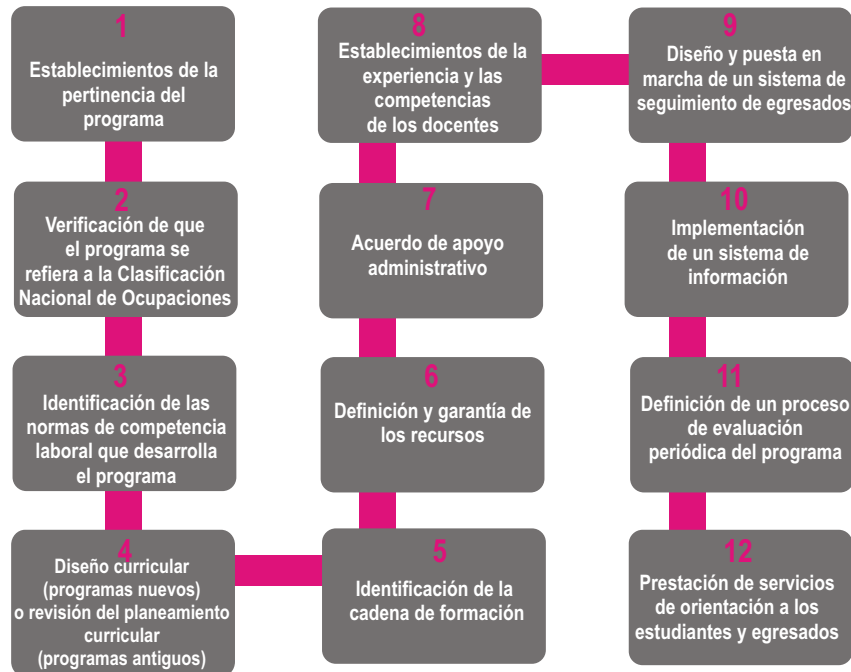 1
Establecimientos de la
pertinencia del
programa
2
Verificación de que
el programa se
refiera a la Clasificación
Nacional de Ocupaciones
3
Identificación de las
normas de competencia
laboral que desarrolla
el programa
4
Diseño curricular
(programas nuevos)
o revisión del planeamiento
curricular
(programas antiguos)
5
Identificación de la
cadena de formación
6
Definición y garantía de
los recursos
7
Acuerdo de apoyo
administrativo
8
Establecimientos de la
experiencia y las
competencias
de los docentes
9
Diseño y puesta en
marcha de un sistema de
seguimiento de egresados
10
Implementación
de un sistema de
información
11
Definición de un proceso
de evaluación
periódica del programa
12
Prestación de servicios
de orientación a los
estudiantes y egresados